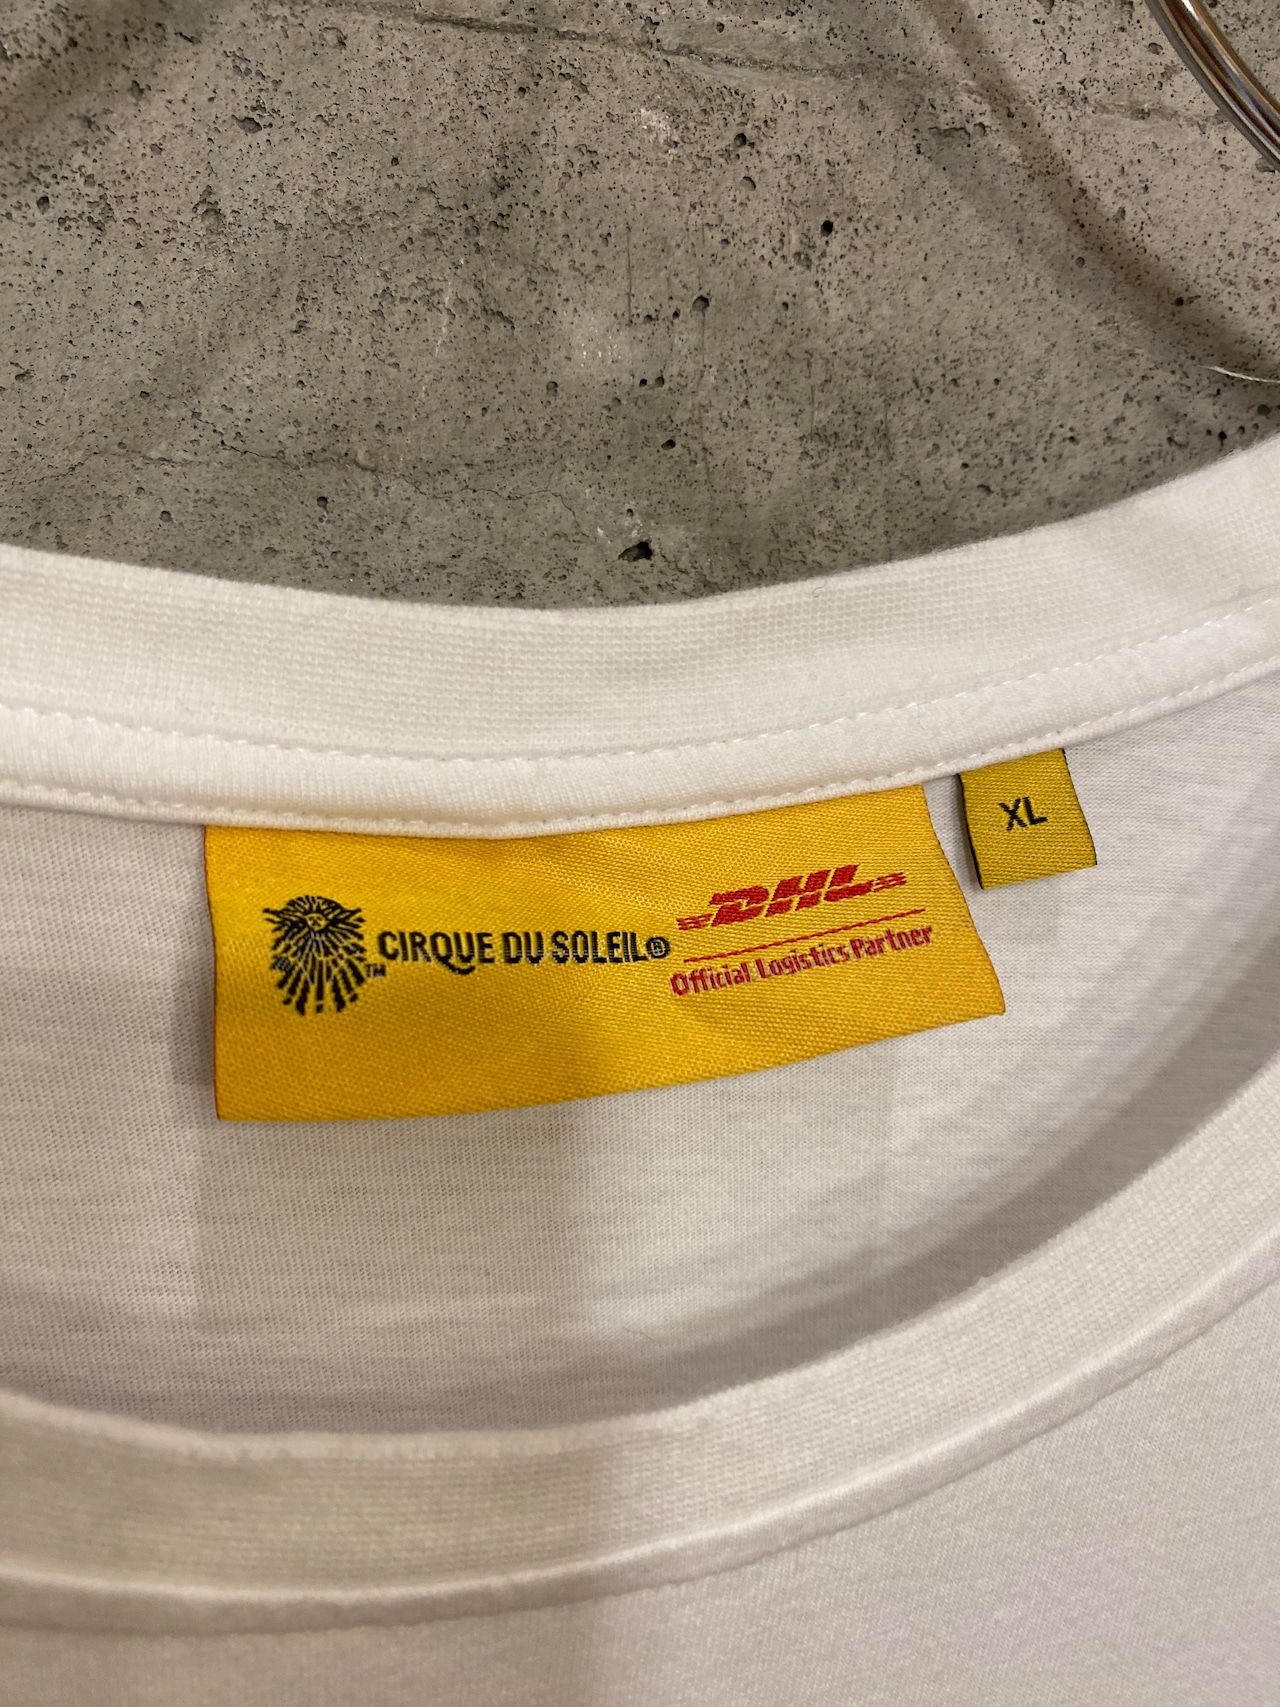 TM CIRQUE DU SOLEIL®
DHL
Official Logistics Partner
XL